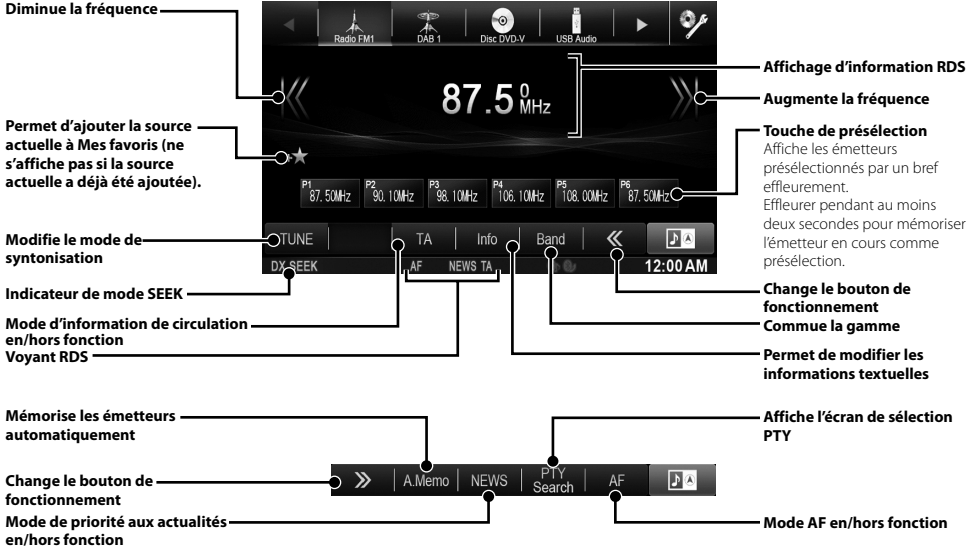 Diminue la fréquence
Permet d'ajouter la source
actuelle à Mes favoris (ne
s'affiche pas si la source
actuelle a déjà été ajoutée).
Modifie le mode de
syntonisation
Indicateur de mode SEEK
Mode d'information de circulation
en/hors fonction
Voyant RDS
Radio FM1
DAB 1
Disc DVD-V
USB Audio
87.5 0 MHz
P1 87.50MHz
P2 90.10MHz
P3 98.10MHz
P4 106.10MHz
P5 108.00MHz
P6 87.50MHz
TUNE
TA
Info
Band
DX SEEK
AF
NEWS TA
12:00 AM
Affichage d'information RDS
Augmente la fréquence
Touche de présélection
Affiche les émetteurs
présélectionnés par un bref
effleurement.
Effleurer pendant au moins
deux secondes pour mémoriser
l'émetteur en cours comme
présélection.
Change le bouton de
fonctionnement
Commue la gamme
Permet de modifier les
informations textuelles
Mémorise les émetteurs
automatiquement
Change le bouton de
fonctionnement
Mode de priorité aux actualités
en/hors fonction
A.Memo
NEWS
PTY
Search
AF
Affiche l'écran de sélection
PTY
Mode AF en/hors fonction